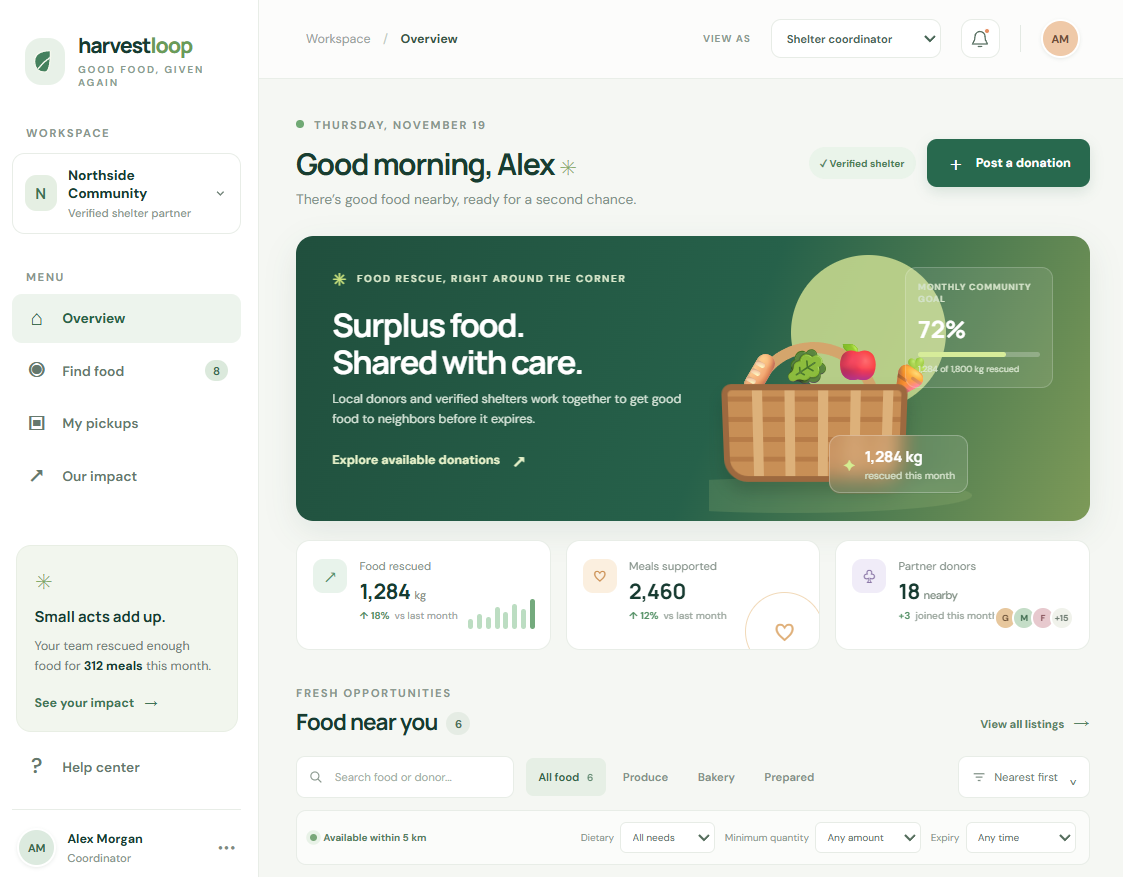 harvestloop
GOOD FOOD, GIVEN
AGAIN
WORKSPACE
N
Northside
Community
Verified shelter partner
MENU
Overview
Find food 8
My pickups
Our impact
Small acts add up.
Your team rescued enough
food for 312 meals this month.
See your impact →
? Help center
AM
Alex Morgan
Coordinator
Workspace / Overview
VIEW AS
Shelter coordinator
AM
THURSDAY, NOVEMBER 19
Good morning, Alex
There's good food nearby, ready for a second chance.
✓ Verified shelter
+ Post a donation
FOOD RESCUE, RIGHT AROUND THE CORNER
Surplus food.
Shared with care.
Local donors and verified shelters work together to get good
food to neighbors before it expires.
Explore available donations
MONTHLY COMMUNITY
GOAL
72%
1,284 of 1,800 kg rescued
1,284 kg
rescued this month
Food rescued
1,284 kg
↑ 18% vs last month
Meals supported
2,460
↑ 12% vs last month
Partner donors
18 nearby
+3 joined this month
G M F +15
FRESH OPPORTUNITIES
Food near you 6
View all listings →
Search food or donor...
All food 6
Produce
Bakery
Prepared
Nearest first
Available within 5 km
Dietary
All needs
Minimum quantity
Any amount
Expiry
Any time